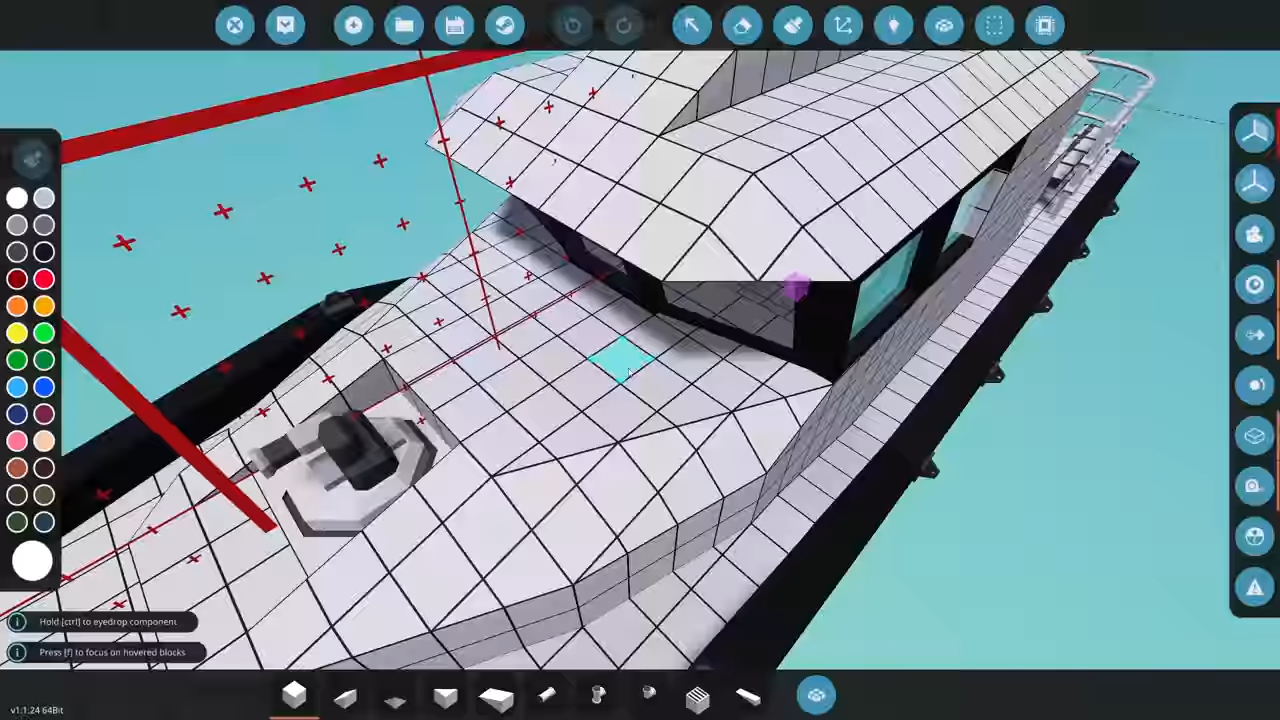 Hold [ctrl] to eyedrop component
Press [f] to focus on hovered blocks
v1.1.24 64Bit